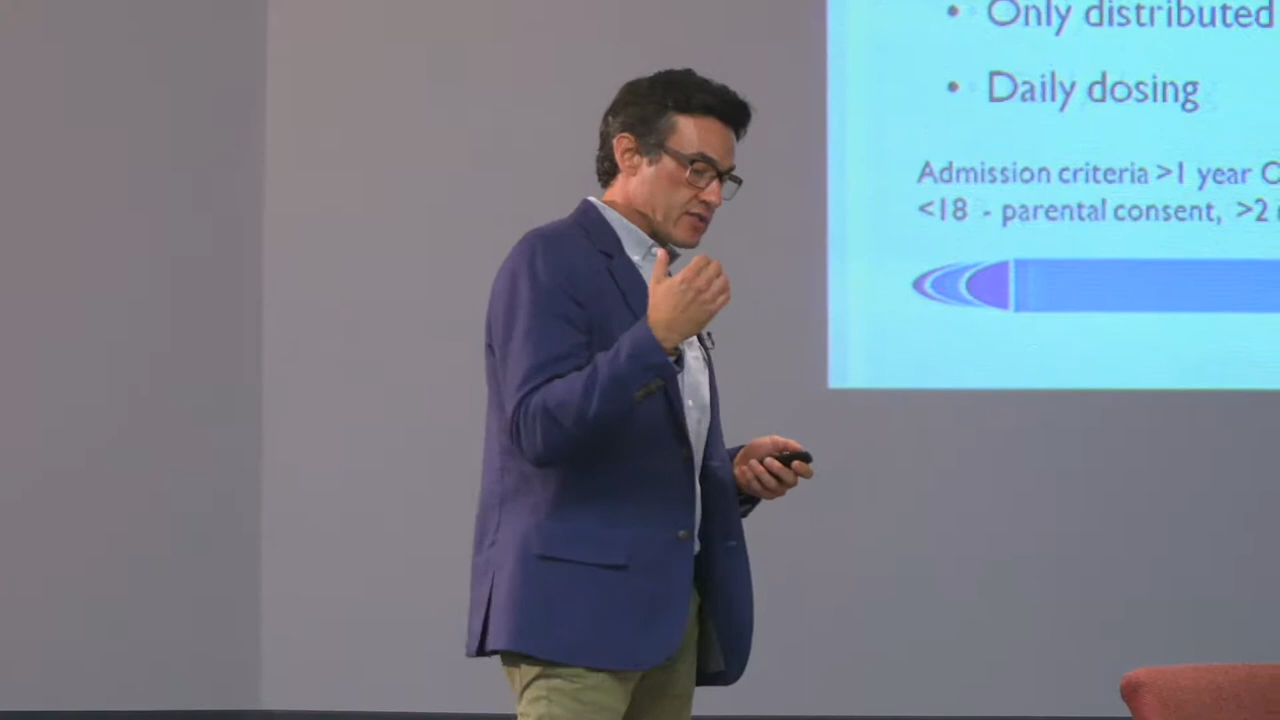 • Only distributed
• Daily dosing
Admission criteria >1 year
<18 - parental consent, >2